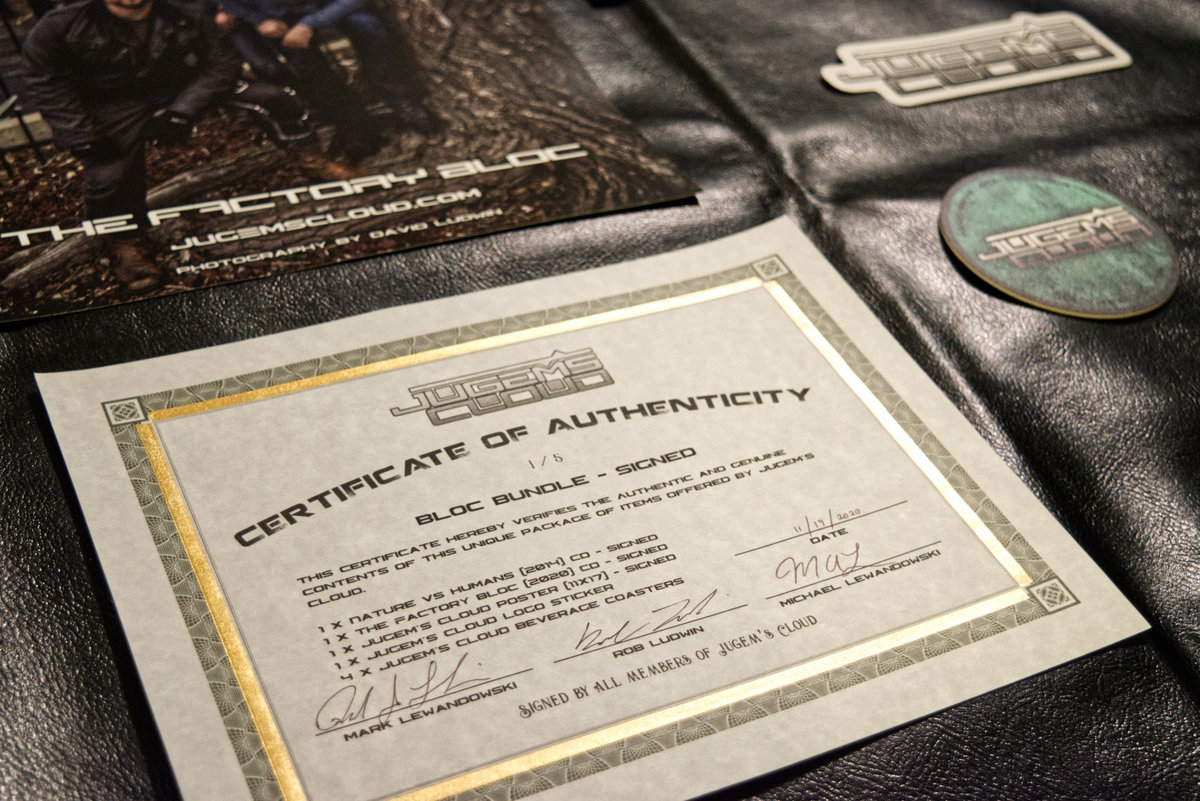 THE FACTORY BLOC
JUGEMSCLOUD.COM
PHOTOGRAPHY BY DAVID LUDWIN
JUGEM'S
CLOUD
JUGEM'S
CLOUD
JUGEM'S
CLOUD
CERTIFICATE OF AUTHENTICITY
1/5
BLOC BUNDLE - SIGNED
THIS CERTIFICATE HEREBY VERIFIES THE AUTHENTIC AND GENUINE
CONTENTS OF THIS UNIQUE PACKAGE OF ITEMS OFFERED BY JUGEM'S
CLOUD.
1 X NATURE VS HUMANS (2014) CD - SIGNED
1 X THE FACTORY BLOC (2020) CD - SIGNED
1 X JUGEM'S CLOUD POSTER (11X17) - SIGNED
1 X JUGEM'S CLOUD LOGO STICKER
4 X JUGEM'S CLOUD BEVERAGE COASTERS
11/19/2020
DATE
MICHAEL LEWANDOWSKI
ROB LUDWIN
MARK LEWANDOWSKI
SIGNED BY ALL MEMBERS OF JUGEM'S CLOUD